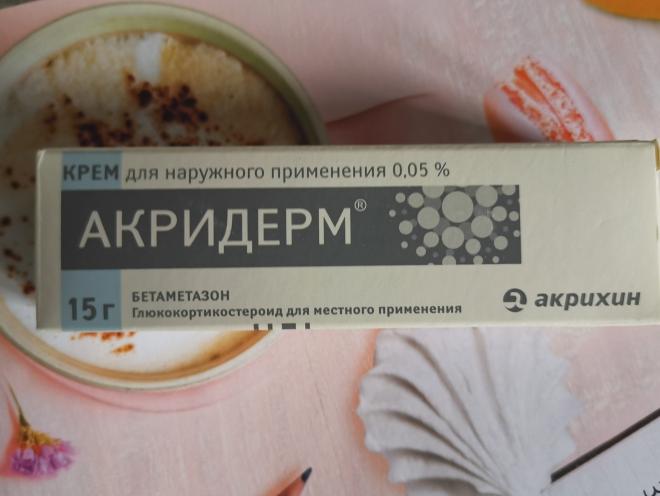 КРЕМ для наружного применения 0,05 %
АКРИДЕРМ®
15 г
БЕТАМЕТАЗОН
Глюкокортикостероид для местного применения
акрихин